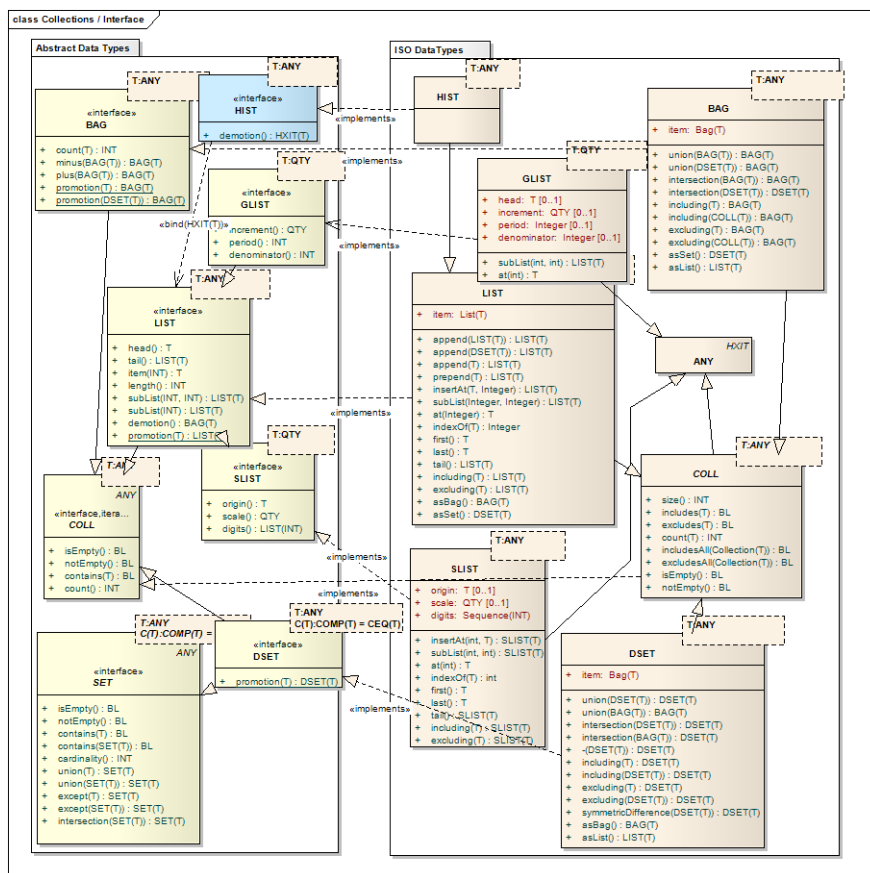 class Collections / Interface
Abstract Data Types
T:ANY
«interface»
BAG
+ count(T) : INT
+ minus(BAG(T)) : BAG(T)
+ plus(BAG(T)) : BAG(T)
+ promotion(T) : BAG(T)
+ promotion(DSET(T)) : BAG(T)
T:ANY
«interface»
HIST
+ demotion() : HXIT(T)
T:QTY
«interface»
GLIST
increment() : QTY
+ period() : INT
+ denominator() : INT
«bind(HXIT(T))»
T:ANY
«interface»
LIST
+ head() : T
+ tail() : LIST(T)
+ item(INT) : T
+ length() : INT
+ subList(INT, INT) : LIST(T)
+ subList(INT) : LIST(T)
+ demotion() : BAG(T)
+ promotion(T) : LIST(T)
T:QTY
«interface»
SLIST
+ origin() : T
+ scale() : QTY
+ digits() : LIST(INT)
T:ANY
ANY
«interface,itera...
COLL
+ isEmpty() : BL
+ notEmpty() : BL
+ contains(T) : BL
+ count() : INT
T:ANY
C(T):COMP(T) =
ANY
«interface»
SET
+ isEmpty() : BL
+ notEmpty() : BL
+ contains(T) : BL
+ contains(SET(T)) : BL
+ cardinality() : INT
+ union(T) : SET(T)
+ union(SET(T)) : SET(T)
+ except(T) : SET(T)
+ except(SET(T)) : SET(T)
+ intersection(SET(T)) : SET(T)
T:ANY
C(T):COMP(T) = CEQ(T)
«interface»
DSET
+ promotion(T) : DSET(T)
«implements»
«implements»
«implements»
«implements»
«implements»
«implements»
«implements»
ISO DataTypes
T:ANY
HIST
T:QTY
GLIST
+ head: T [0..1]
+ increment: QTY [0..1]
+ period: Integer [0..1]
+ denominator: Integer [0..1]
+ subList(int, int) : LIST(T)
+ at(int) : T
LIST
+ item: List(T)
+ append(LIST(T)) : LIST(T)
+ append(DSET(T)) : LIST(T)
+ append(T) : LIST(T)
+ prepend(T) : LIST(T)
+ insertAt(T, Integer) : LIST(T)
+ subList(Integer, Integer) : LIST(T)
+ at(Integer) : T
+ indexOf(T) : Integer
+ first() : T
+ last() : T
+ tail() : LIST(T)
+ including(T) : LIST(T)
+ excluding(T) : LIST(T)
+ asBag() : BAG(T)
+ asSet() : DSET(T)
T:ANY
SLIST
+ origin: T [0..1]
+ scale: QTY [0..1]
+ digits: Sequence(INT)
+ insertAt(int, T) : SLIST(T)
+ subList(int, int) : SLIST(T)
+ at(int) : T
+ indexOf(T) : int
+ first() : T
+ last() : T
+ tail() : SLIST(T)
+ including(T) : SLIST(T)
+ excluding(T) : SLIST(T)
T:ANY
BAG
+ item: Bag(T)
+ union(BAG(T)) : BAG(T)
+ union(DSET(T)) : BAG(T)
+ intersection(BAG(T)) : BAG(T)
+ intersection(DSET(T)) : DSET(T)
+ including(T) : BAG(T)
+ including(COLL(T)) : BAG(T)
+ excluding(T) : BAG(T)
+ excluding(COLL(T)) : BAG(T)
+ asSet() : DSET(T)
+ asList() : LIST(T)
HXIT
ANY
T:ANY
COLL
+ size() : INT
+ includes(T) : BL
+ excludes(T) : BL
+ count(T) : INT
+ includesAll(Collection(T)) : BL
+ excludesAll(Collection(T)) : BL
+ isEmpty() : BL
+ notEmpty() : BL
T:ANY
DSET
+ item: Bag(T)
+ union(DSET(T)) : DSET(T)
+ union(BAG(T)) : BAG(T)
+ intersection(DSET(T)) : DSET(T)
+ intersection(BAG(T)) : DSET(T)
+ -(DSET(T)) : DSET(T)
+ including(T) : DSET(T)
+ including(DSET(T)) : DSET(T)
+ excluding(T) : DSET(T)
+ excluding(DSET(T)) : DSET(T)
+ symmetricDifference(DSET(T)) : DSET(T)
+ asBag() : BAG(T)
+ asList() : LIST(T)